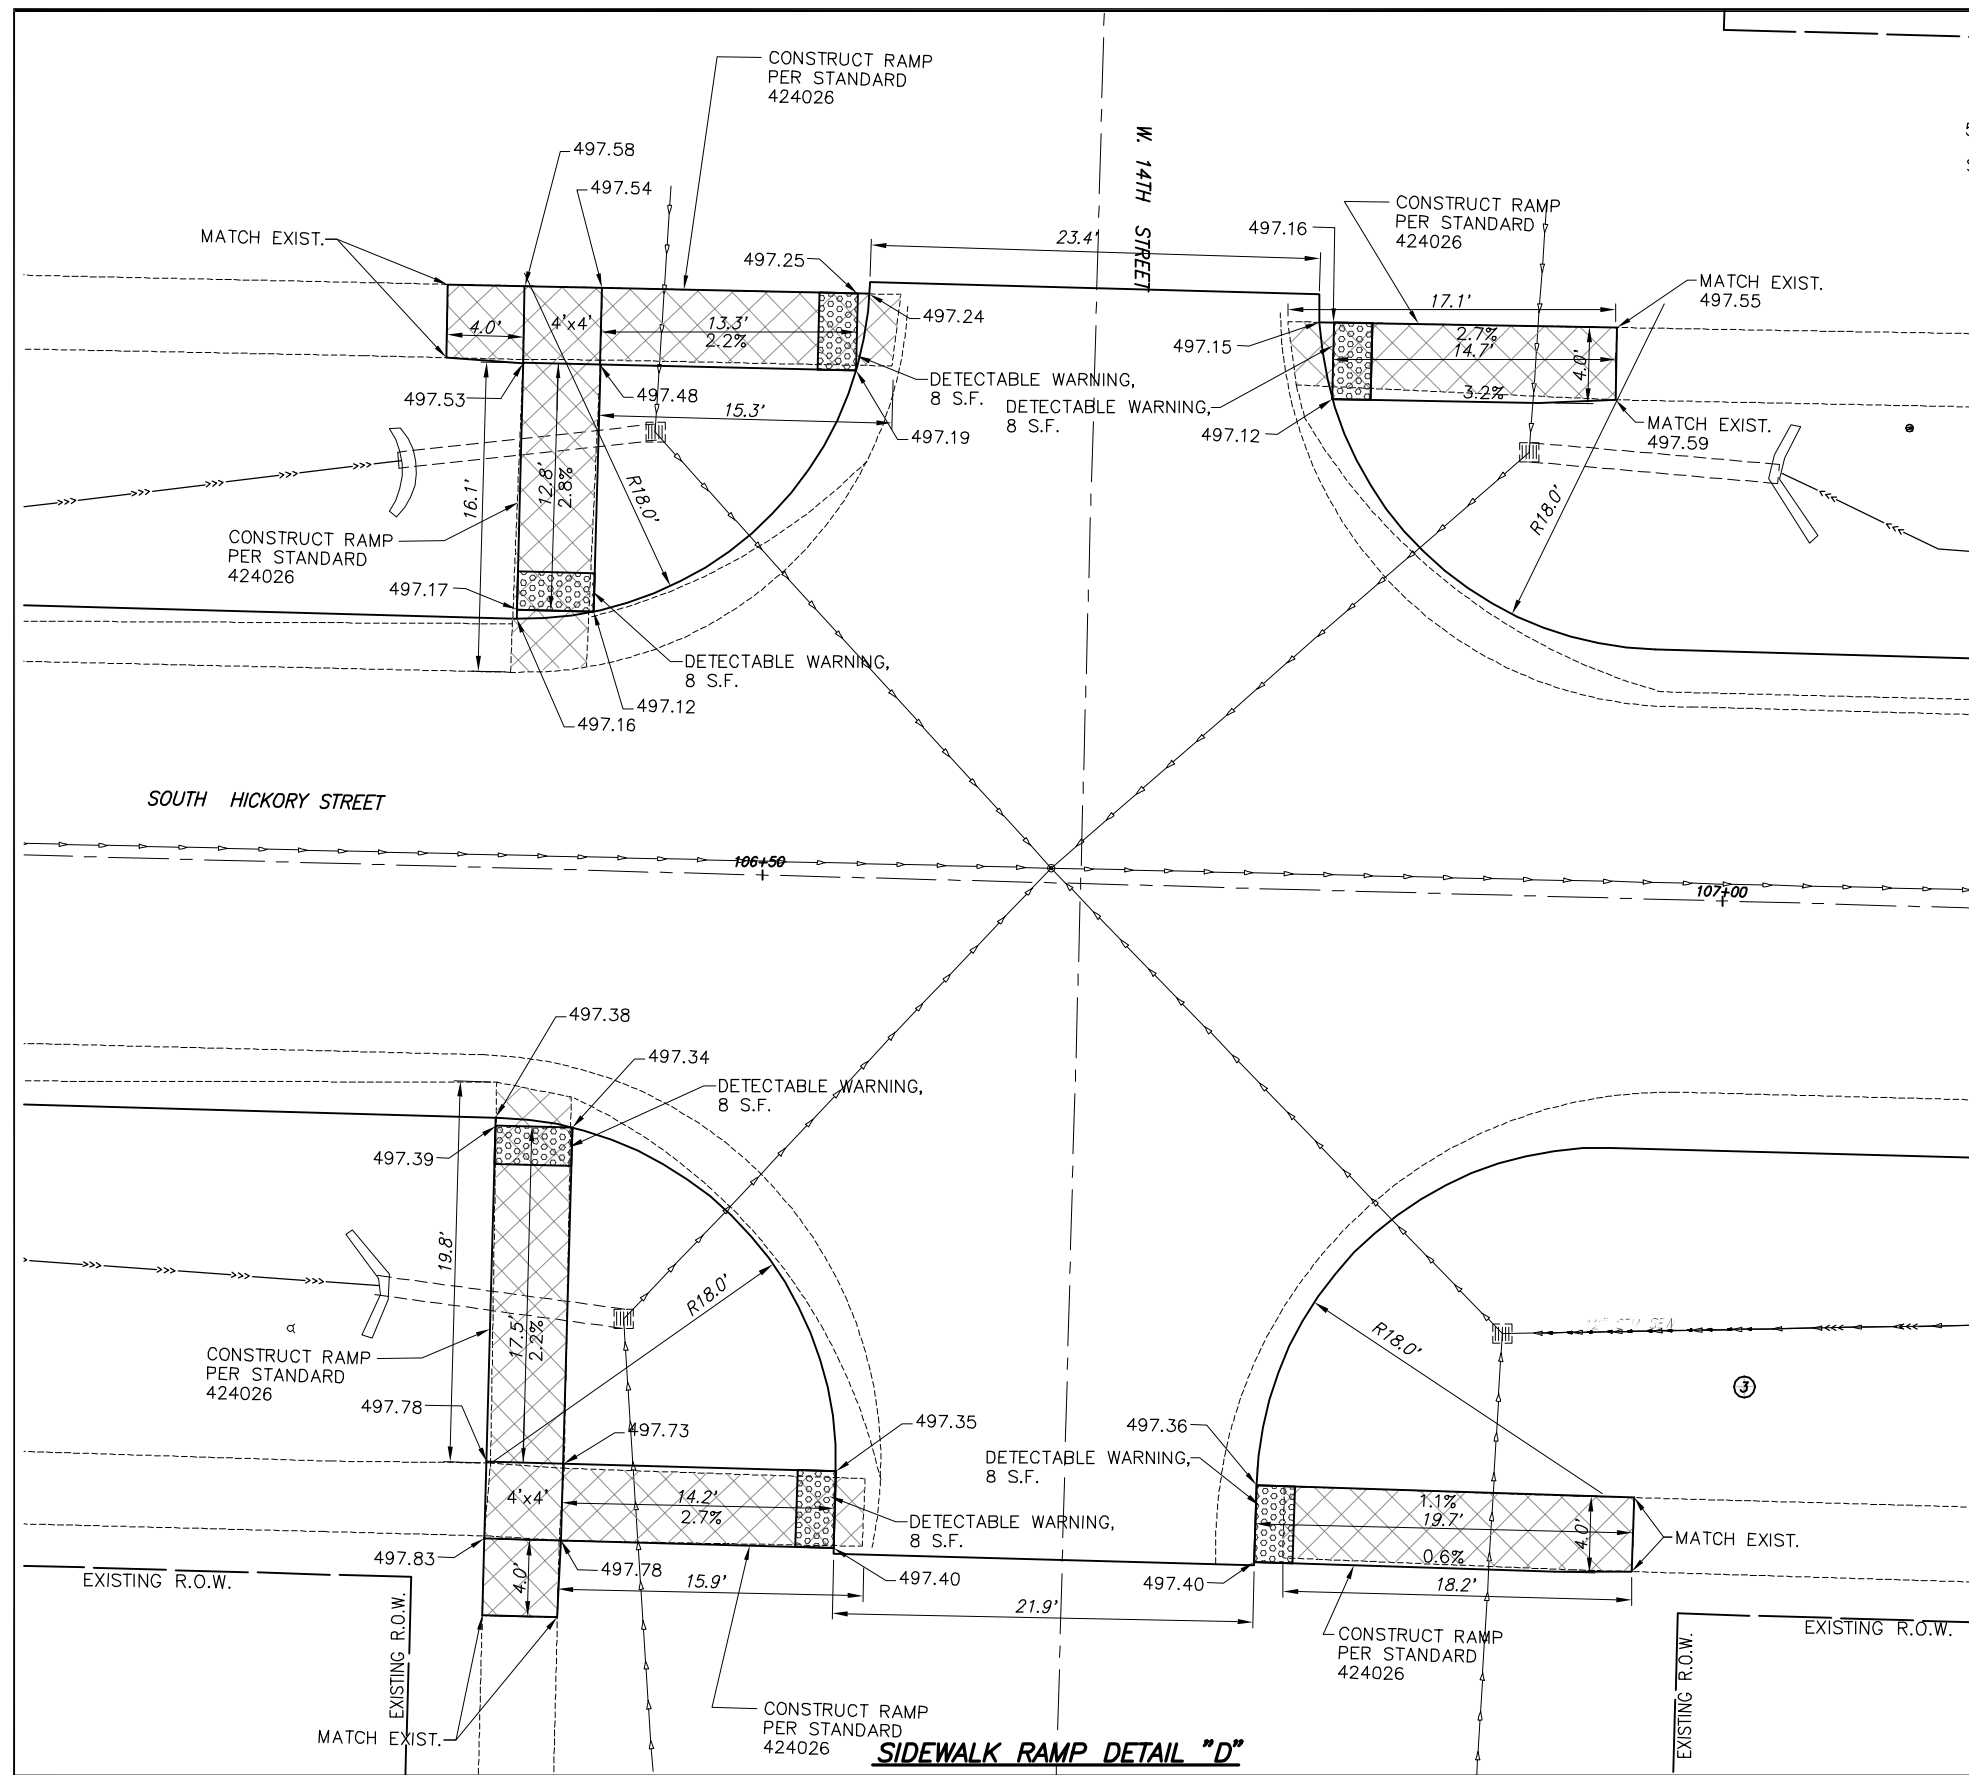 CONSTRUCT RAMP
PER STANDARD
424026
497.58
497.54
MATCH EXIST.
497.25
4.0'
4'x4'
13.3'
2.2%
497.24
23.4'
W. 14TH STREET
497.16
CONSTRUCT RAMP
PER STANDARD
424026
17.1'
MATCH EXIST.
497.55
497.15
2.7%
14.7'
4.0'
3.2%
DETECTABLE WARNING,
8 S.F.
DETECTABLE WARNING,
8 S.F.
497.53
497.48
15.3'
497.19
497.12
MATCH EXIST.
497.59
16.1'
12.8'
2.8%
R18.0'
R18.0'
CONSTRUCT RAMP
PER STANDARD
424026
497.17
DETECTABLE WARNING,
8 S.F.
497.12
497.16
SOUTH HICKORY STREET
106+50
107+00
497.38
497.34
DETECTABLE WARNING,
8 S.F.
497.39
19.8'
17.5'
2.2%
R18.0'
R18.0'
CONSTRUCT RAMP
PER STANDARD
424026
3
497.78
497.73
497.35
497.36
DETECTABLE WARNING,
8 S.F.
4'x4'
14.2'
2.7%
DETECTABLE WARNING,
8 S.F.
1.1%
19.7'
0.6%
4.0'
MATCH EXIST.
497.83
4.0'
497.78
15.9'
497.40
497.40
18.2'
21.9'
EXISTING R.O.W.
EXISTING R.O.W.
CONSTRUCT RAMP
PER STANDARD
424026
EXISTING R.O.W.
EXISTING R.O.W.
MATCH EXIST.
CONSTRUCT RAMP
PER STANDARD
424026
SIDEWALK RAMP DETAIL "D"